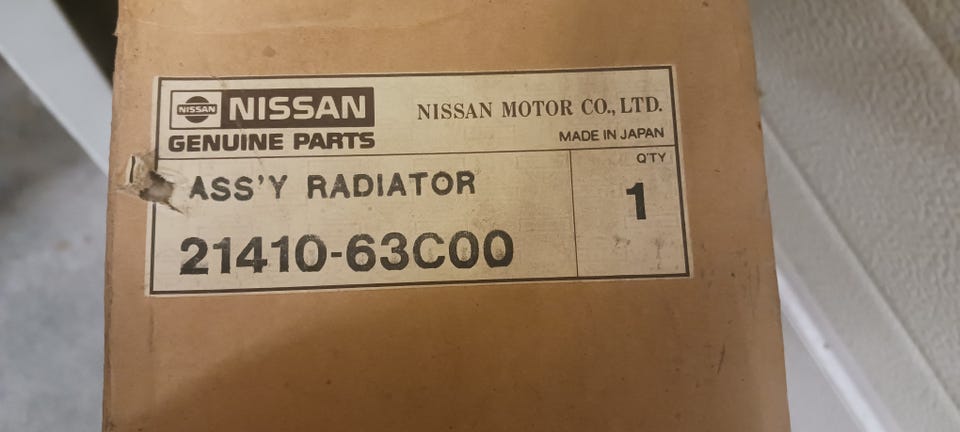 NISSAN NISSAN
GENUINE PARTS
NISSAN MOTOR CO., LTD.
MADE IN JAPAN
ASS'Y RADIATOR
Q'TY
1
21410-63C00